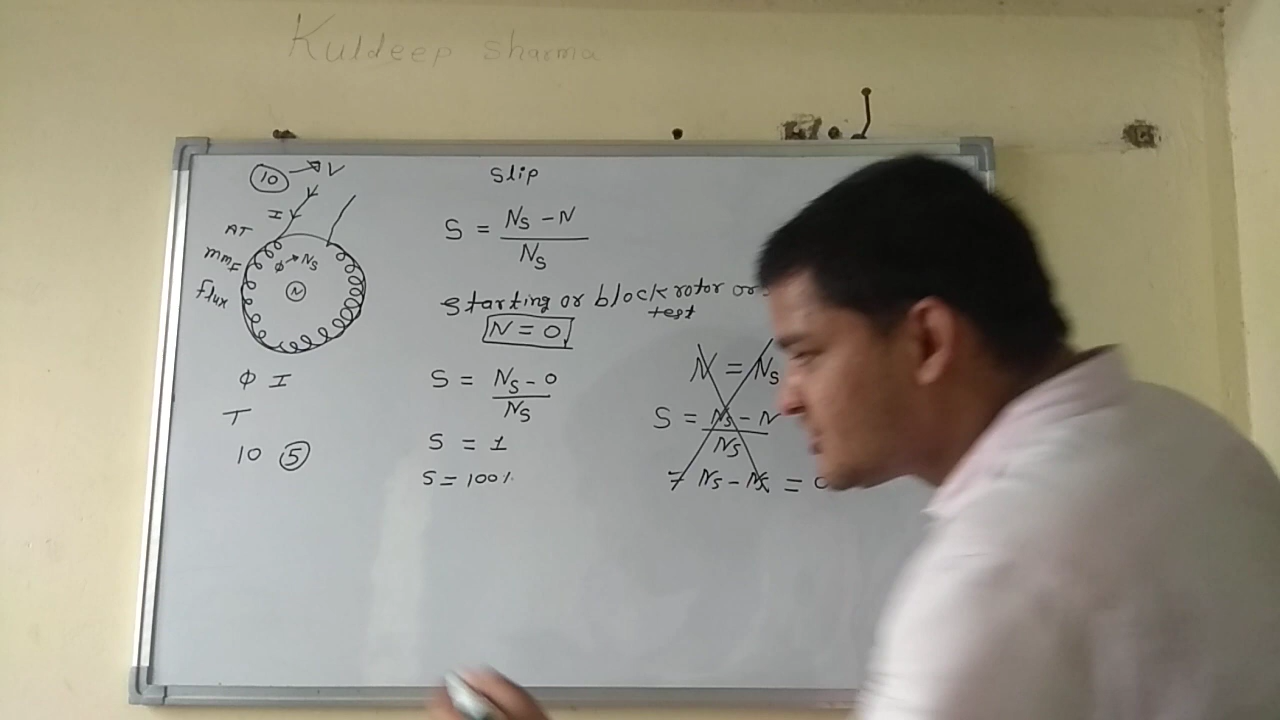 Kuldeep Sharma
10 → V
I
AT
mmf
flux
Φ → Ns
N
Φ I
T
10 5
Slip
S = Ns - N / Ns
Starting or block rotor or
test
N = 0
S = Ns - 0 / Ns
S = 1
S = 100%
N = Ns
S = Ns - N / Ns
Ns - Ns = 0